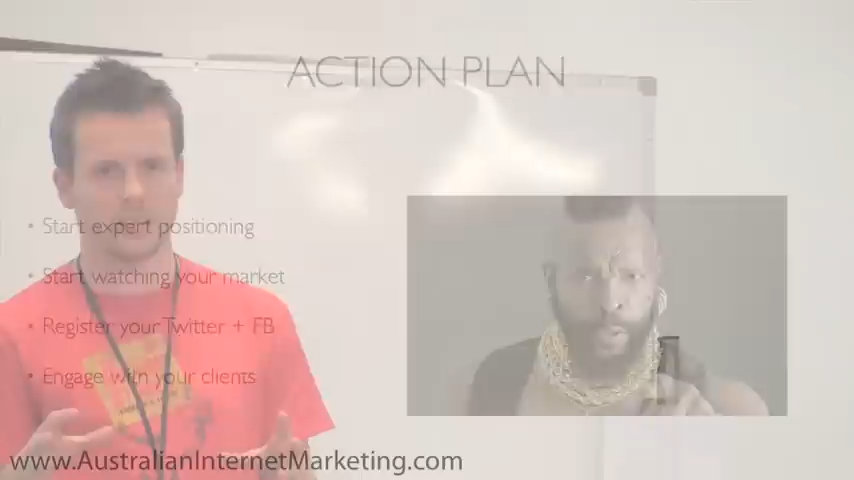 ACTION PLAN
• Start expert positioning
• Start watching your market
• Register your Twitter + FB
• Engage with your clients
www.AustralianInternetMarketing.com